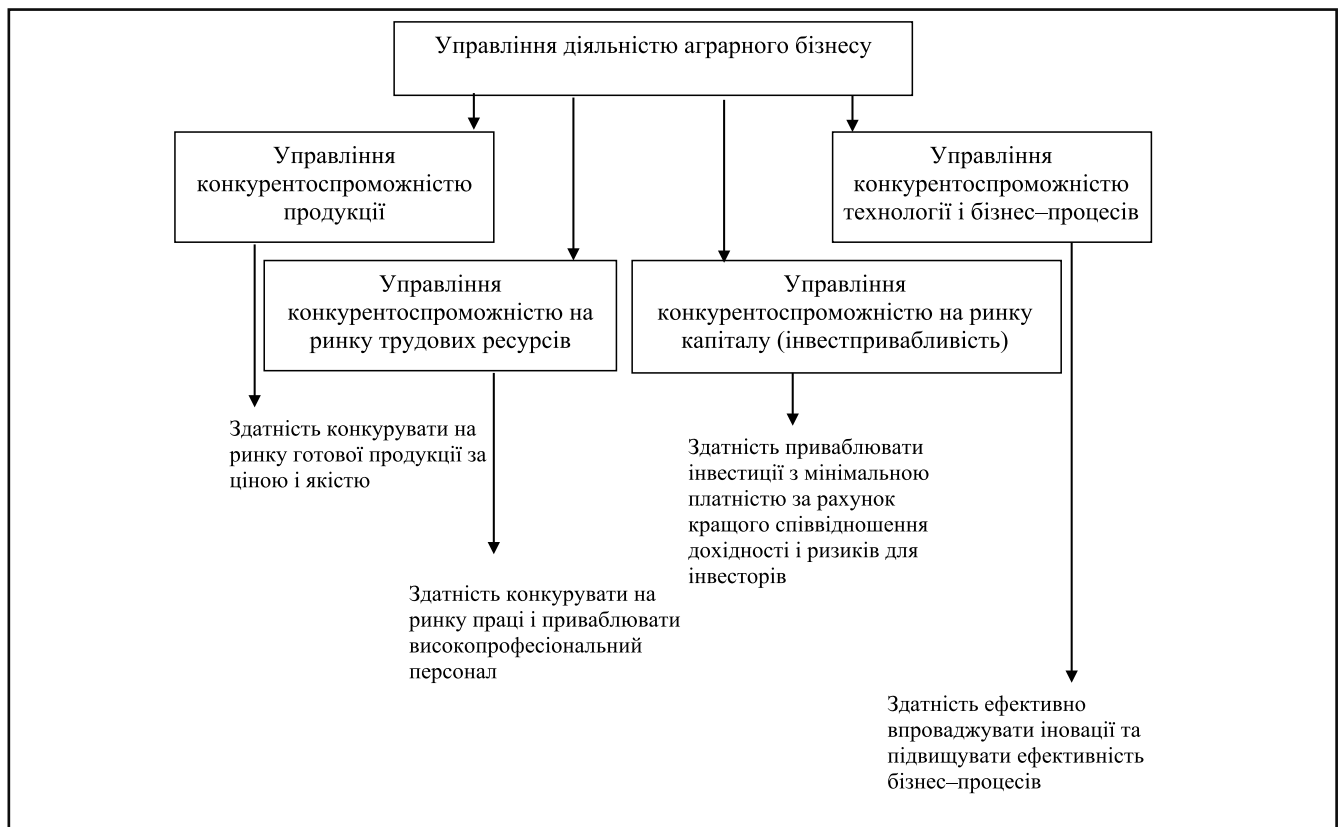 Управління діяльністю аграрного бізнесу
Управління
конкурентоспроможністю
продукції
Управління
конкурентоспроможністю
технології і бізнес–процесів
Управління
конкурентоспроможністю на
ринку трудових ресурсів
Управління
конкурентоспроможністю на ринку
капіталу (інвестпривабливість)
Здатність конкурувати на
ринку готової продукції за
ціною і якістю
Здатність приваблювати
інвестиції з мінімальною
платністю за рахунок
кращого співвідношення
дохідності і ризиків для
інвесторів
Здатність конкурувати на
ринку праці і приваблювати
високопрофесіональний
персонал
Здатність ефективно
впроваджувати іновації та
підвищувати ефективність
бізнес–процесів